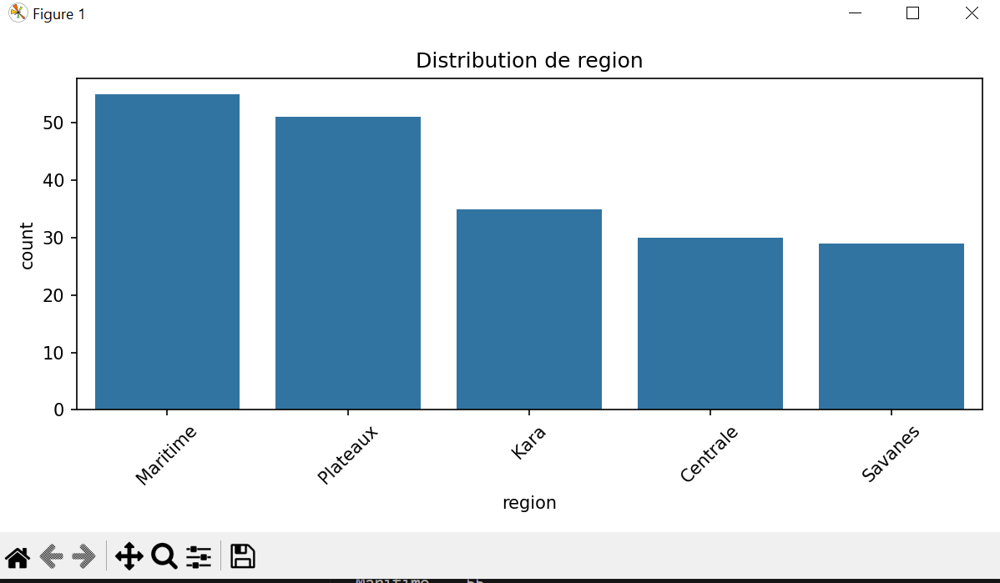 Figure 1
Distribution de region
50
40
30
20
10
0
count
Maritime
Plateaux
Kara
Centrale
Savanes
region